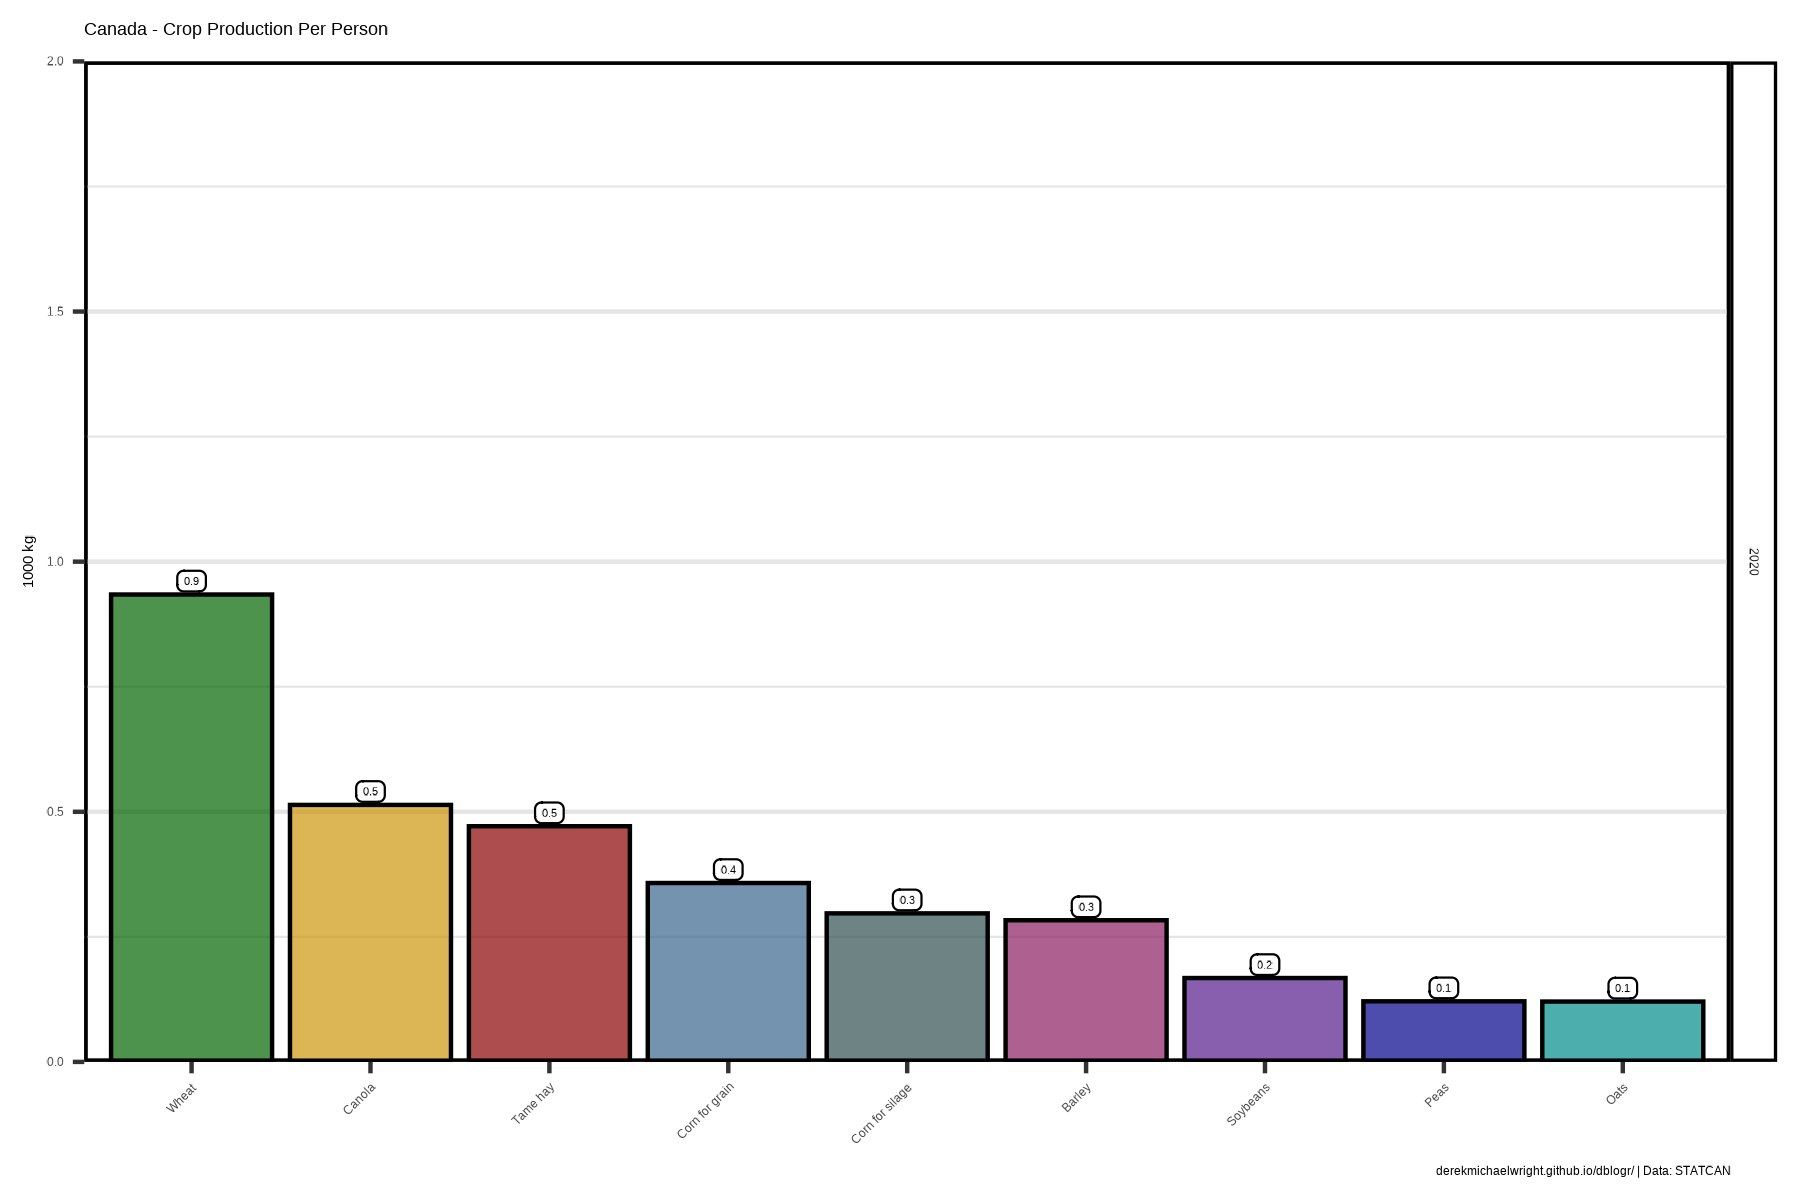 Canada - Crop Production Per Person
2.0
1.5
1.0
0.5
0.0
1000 kg
0.9
0.5
0.5
0.4
0.3
0.3
0.2
0.1
0.1
2020
Wheat
Canola
Tame hay
Corn for grain
Corn for silage
Barley
Soybeans
Peas
Oats
derekmichaelwright.github.io/dblogr/ | Data: STATCAN